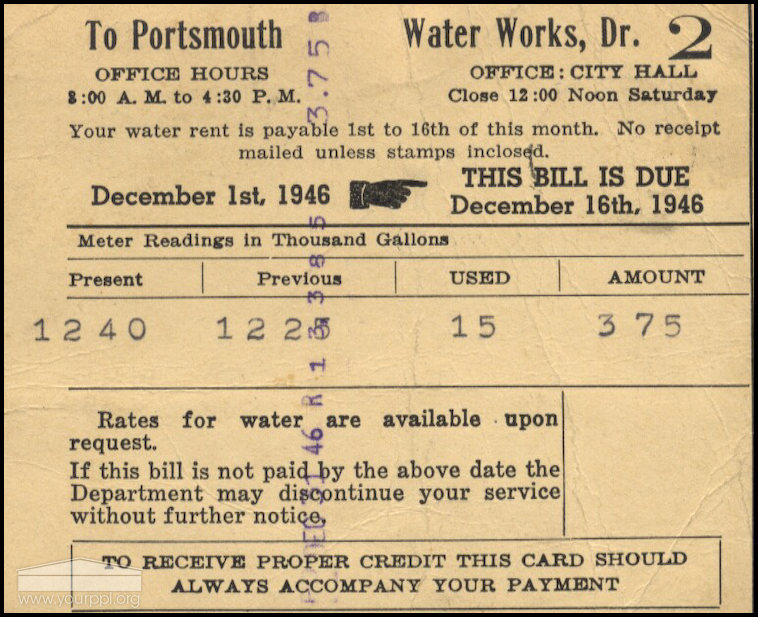 To Portsmouth Water Works, Dr. 2
OFFICE HOURS OFFICE: CITY HALL
8:00 A. M. to 4:30 P. M. Close 12:00 Noon Saturday
Your water rent is payable 1st to 16th of this month. No receipt
mailed unless stamps inclosed.
December 1st, 1946 THIS BILL IS DUE
December 16th, 1946
Meter Readings in Thousand Gallons
Present Previous USED AMOUNT
1240 1225 15 375
Rates for water are available upon
request.
If this bill is not paid by the above date the
Department may discontinue your service
without further notice.
TO RECEIVE PROPER CREDIT THIS CARD SHOULD
ALWAYS ACCOMPANY YOUR PAYMENT
www.yourppl.org
46 R 3.75